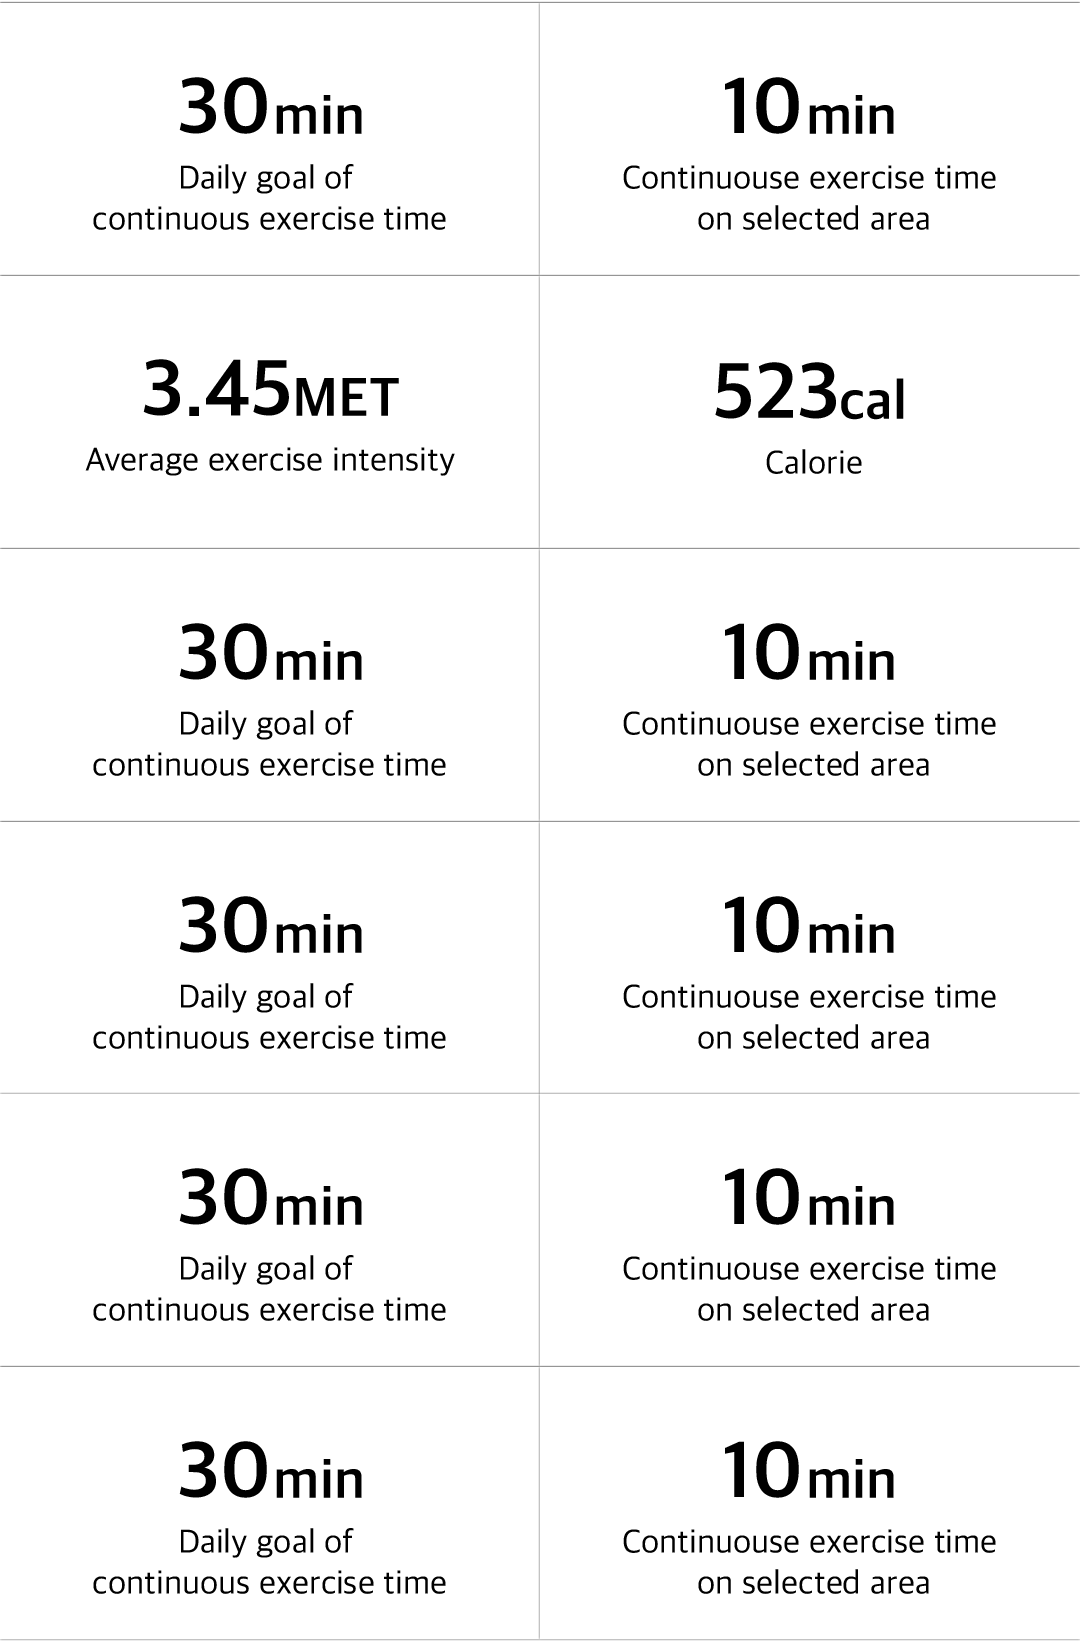 30min
Daily goal of
continuous exercise time
10min
Continuouse exercise time
on selected area
3.45MET
Average exercise intensity
523cal
Calorie
30min
Daily goal of
continuous exercise time
10min
Continuouse exercise time
on selected area
30min
Daily goal of
continuous exercise time
10min
Continuouse exercise time
on selected area
30min
Daily goal of
continuous exercise time
10min
Continuouse exercise time
on selected area
30min
Daily goal of
continuous exercise time
10min
Continuouse exercise time
on selected area